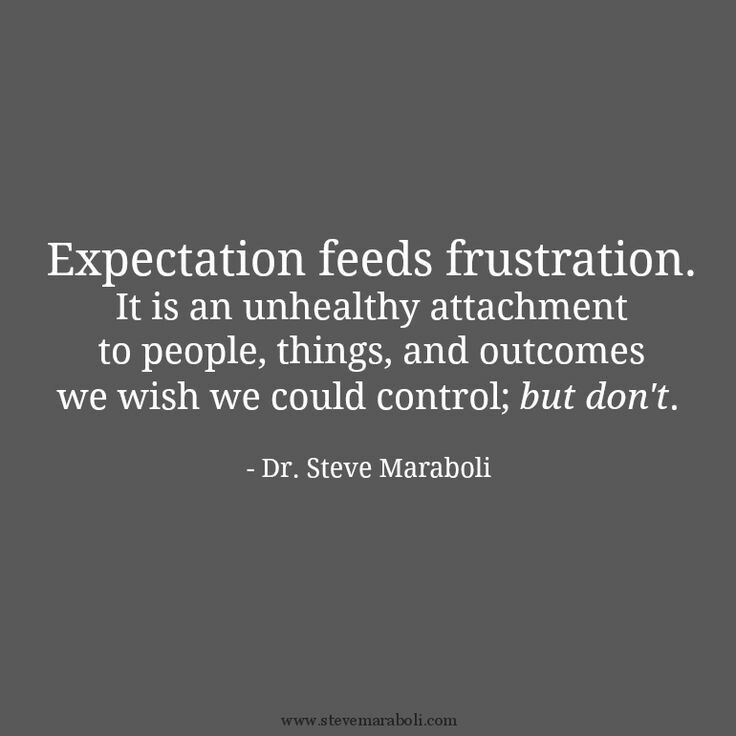 Expectation feeds frustration.
It is an unhealthy attachment
to people, things, and outcomes
we wish we could control; but don't.
- Dr. Steve Maraboli
www.stevemaraboli.com